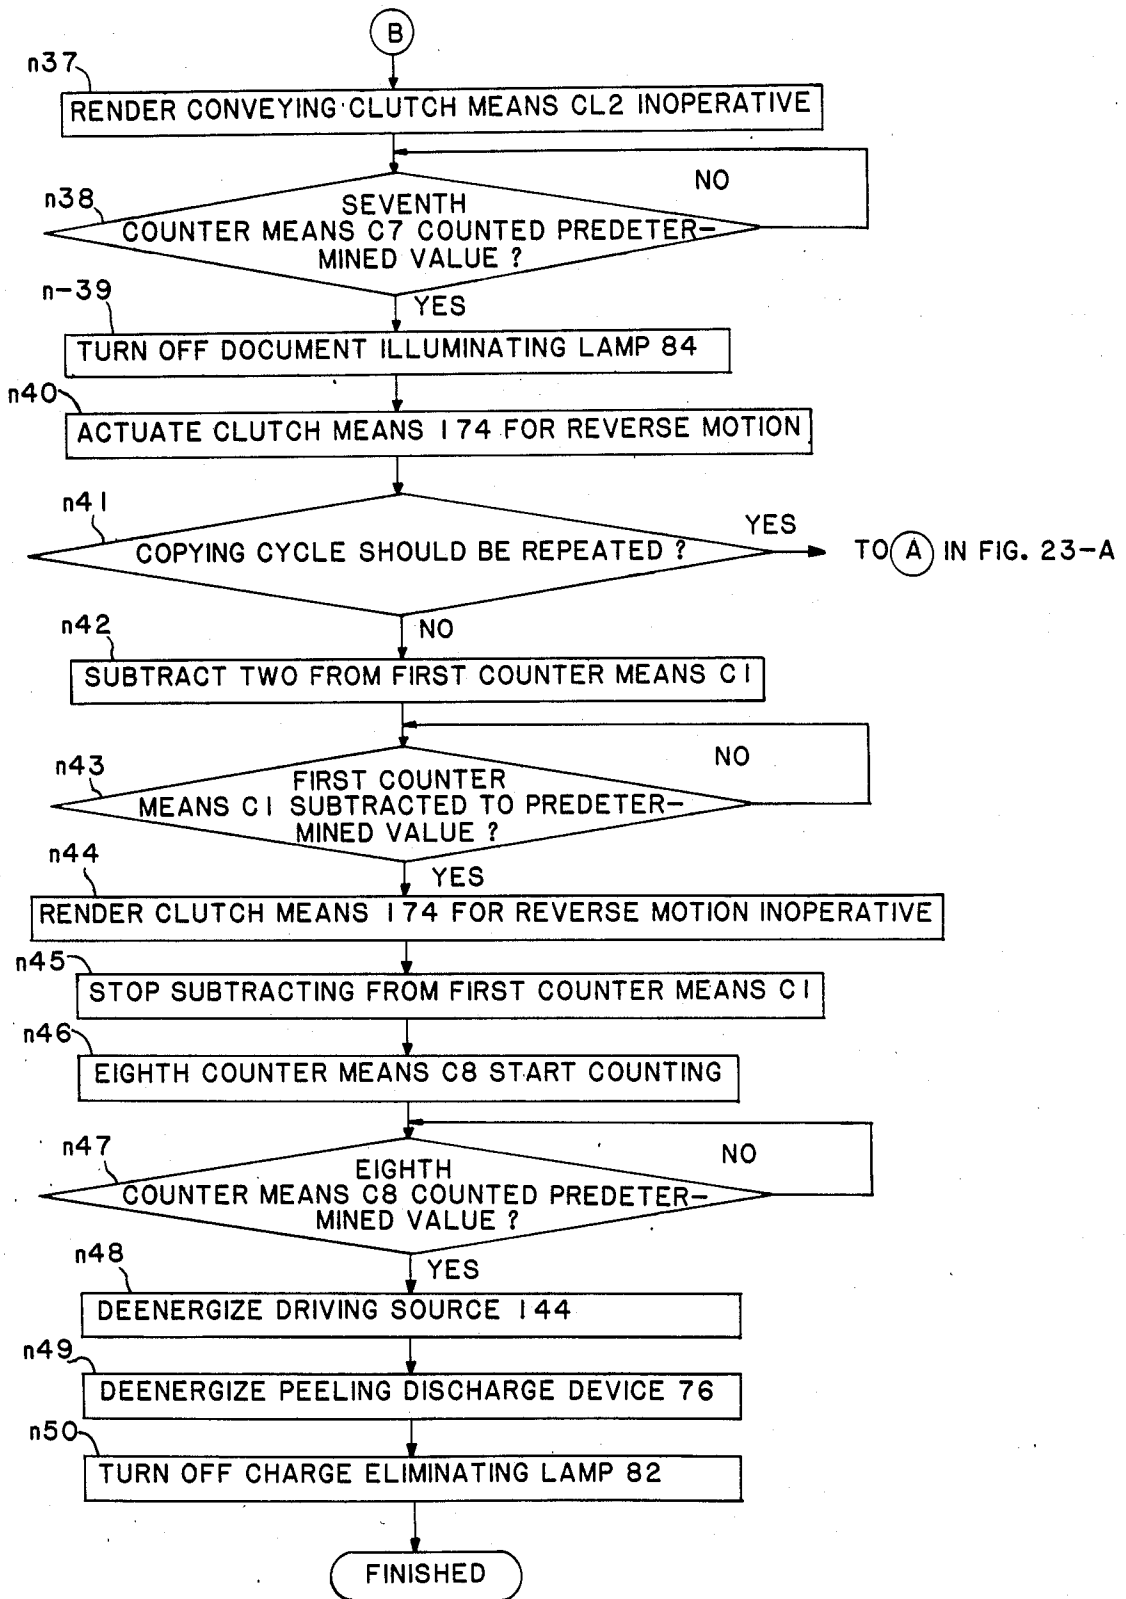 B
n37
RENDER CONVEYING CLUTCH MEANS CL2 INOPERATIVE
NO
n38
SEVENTH
COUNTER MEANS C7 COUNTED PREDETER-
MINED VALUE ?
YES
n-39
TURN OFF DOCUMENT ILLUMINATING LAMP 84
n40
ACTUATE CLUTCH MEANS 174 FOR REVERSE MOTION
n41
YES
COPYING CYCLE SHOULD BE REPEATED ?
TO A IN FIG. 23-A
NO
n42
SUBTRACT TWO FROM FIRST COUNTER MEANS C1
NO
n43
FIRST COUNTER
MEANS C1 SUBTRACTED TO PREDETER-
MINED VALUE ?
n44
YES
RENDER CLUTCH MEANS 174 FOR REVERSE MOTION INOPERATIVE
n45
STOP SUBTRACTING FROM FIRST COUNTER MEANS C1
n46
EIGHTH COUNTER MEANS C8 START COUNTING
n47
NO
EIGHTH
COUNTER MEANS C8 COUNTED PREDETER-
MINED VALUE ?
n48
YES
DEENERGIZE DRIVING SOURCE 144
n49
DEENERGIZE PEELING DISCHARGE DEVICE 76
n50
TURN OFF CHARGE ELIMINATING LAMP 82
FINISHED